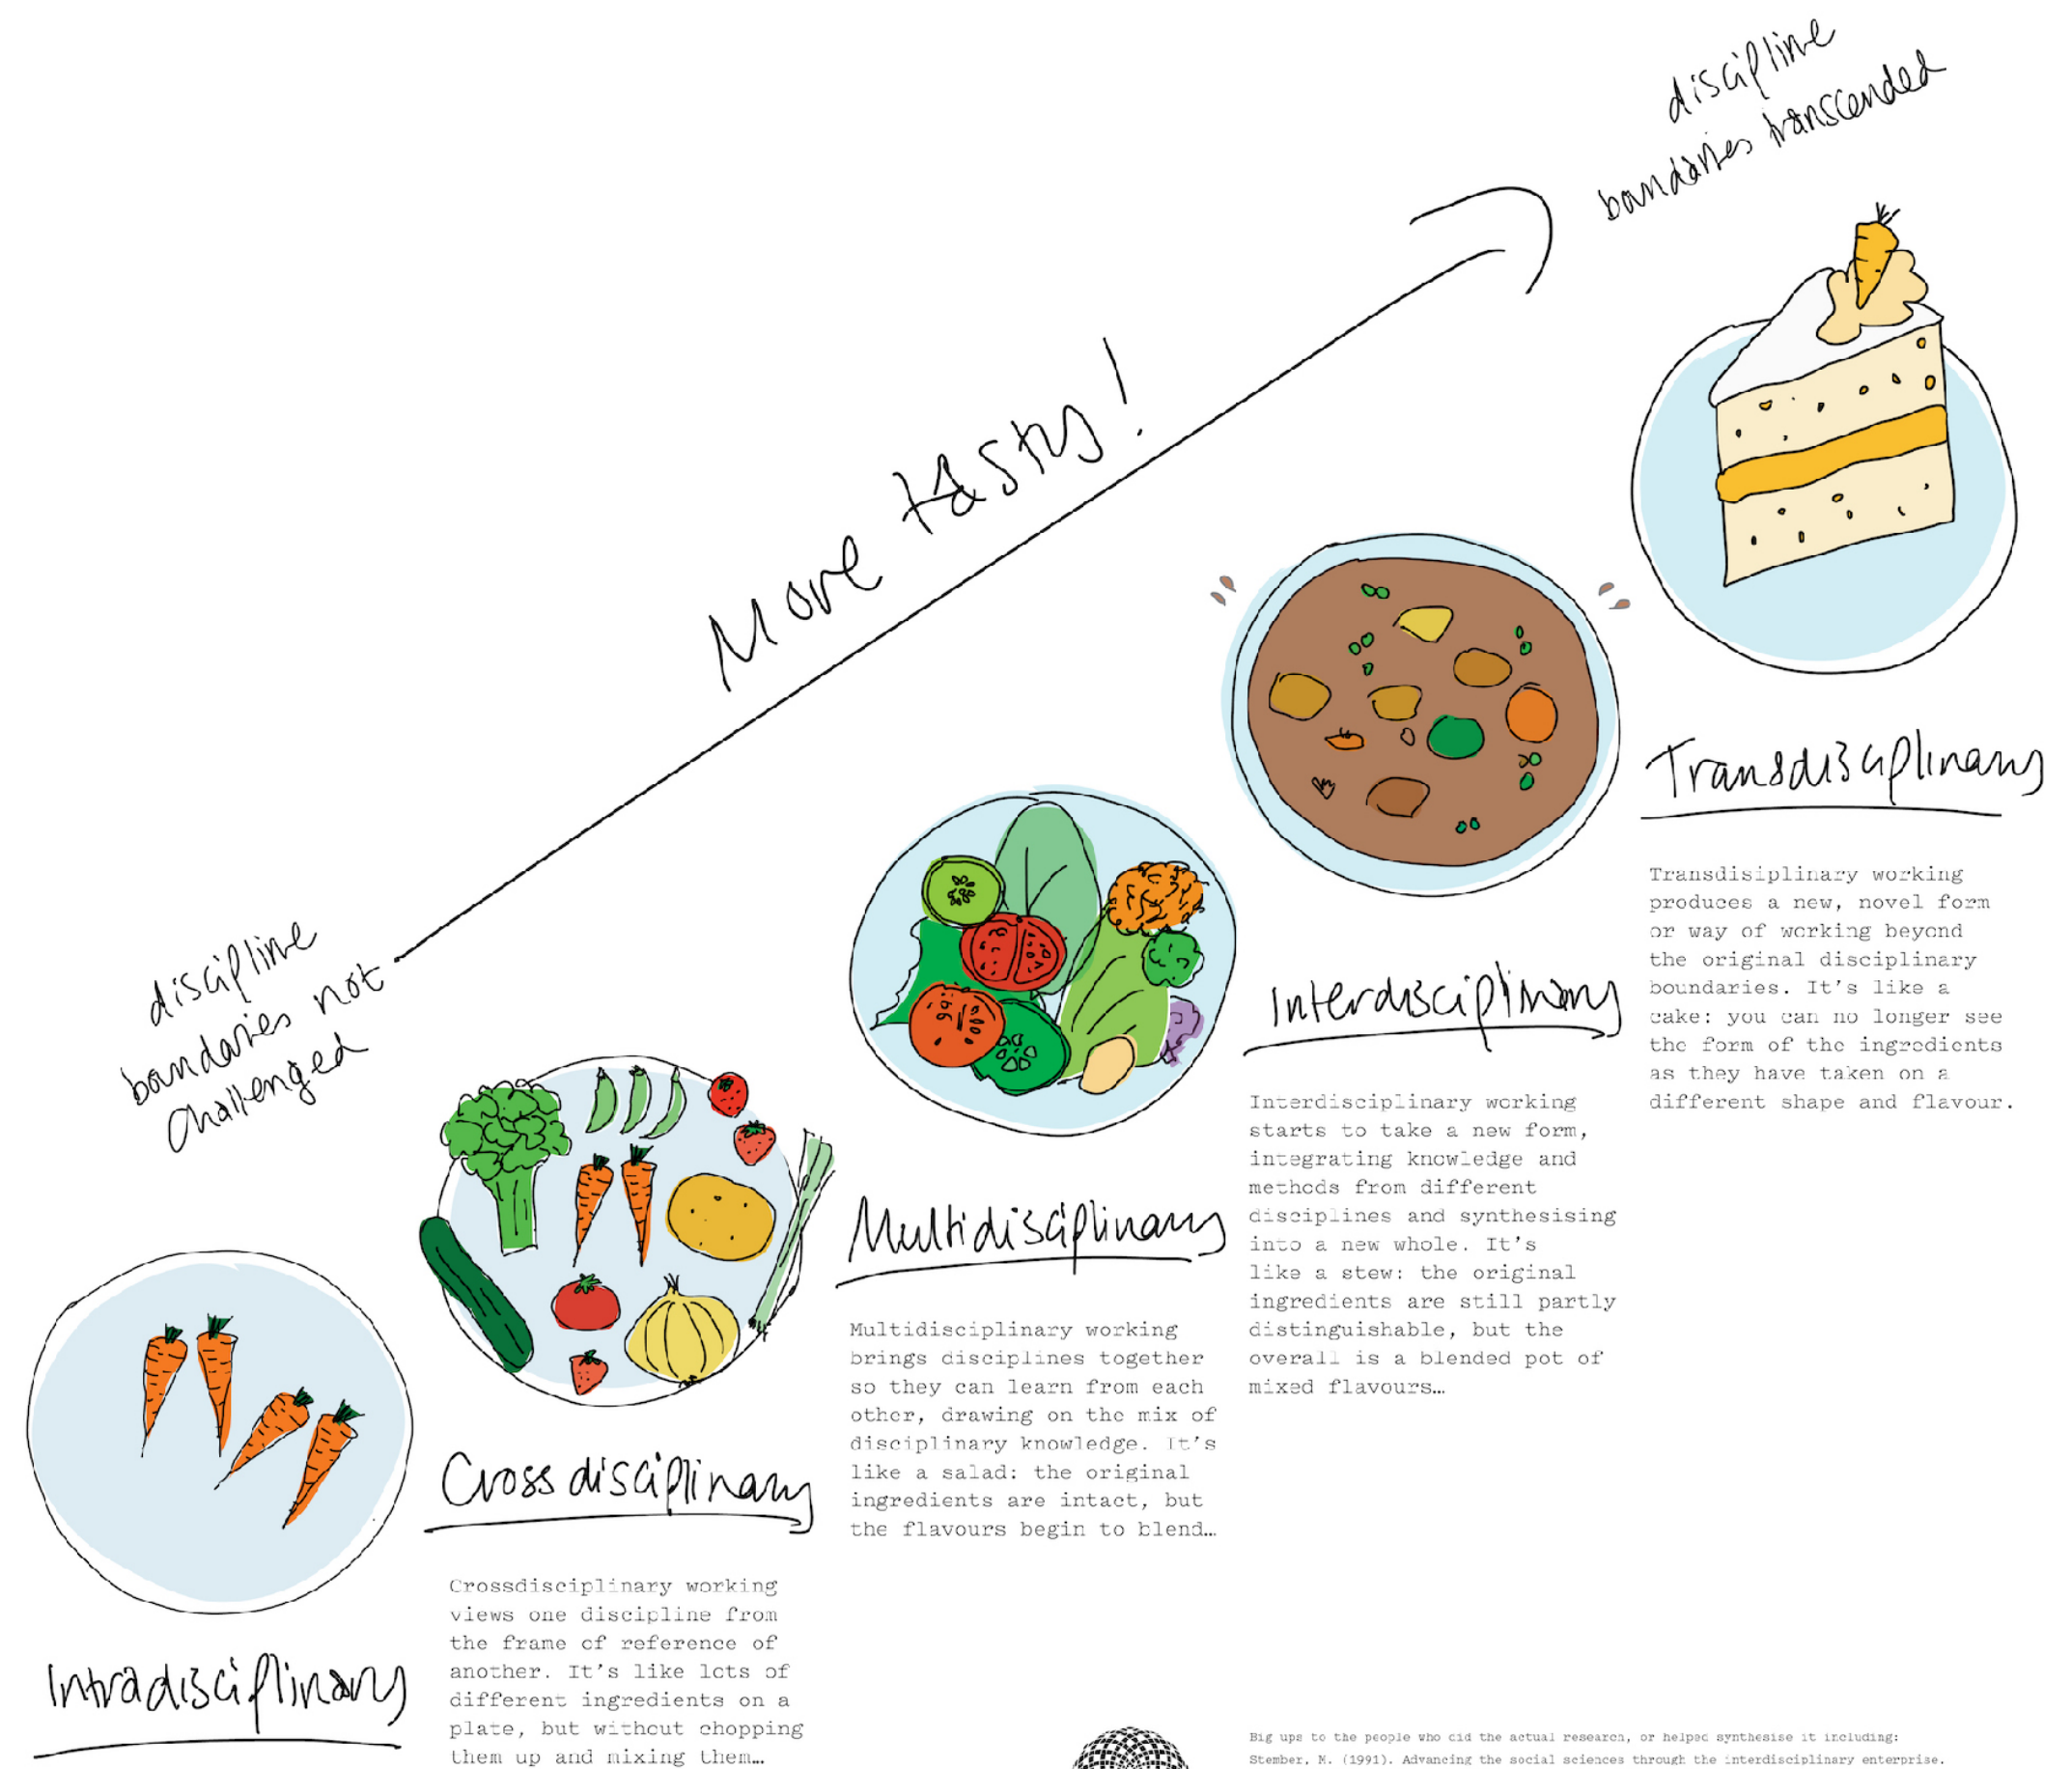 discipline
boundaries transcended
More tasty!
discipline
boundaries not
challenged
Intradisciplinary
Crossdisciplinary
Crossdisciplinary working
views one discipline from
the frame of reference of
another. It's like lots of
different ingredients on a
plate, but without chopping
them up and mixing them…
Multidisciplinary
Multidisciplinary working
brings disciplines together
so they can learn from each
other, drawing on the mix of
disciplinary knowledge. It's
like a salad: the original
ingredients are intact, but
the flavours begin to blend…
Interdisciplinary
Interdisciplinary working
starts to take a new form,
integrating knowledge and
methods from different
disciplines and synthesising
into a new whole. It's
like a stew: the original
ingredients are still partly
distinguishable, but the
overall is a blended pot of
mixed flavours…
Transdisciplinary
Transdisiplinary working
produces a new, novel form
or way of working beyond
the original disciplinary
boundaries. It's like a
cake: you can no longer see
the form of the ingredients
as they have taken on a
different shape and flavour.
Big ups to the people who did the actual research, or helped synthesise it including:
Stember, M. (1991). Advancing the social sciences through the interdisciplinary enterprise.